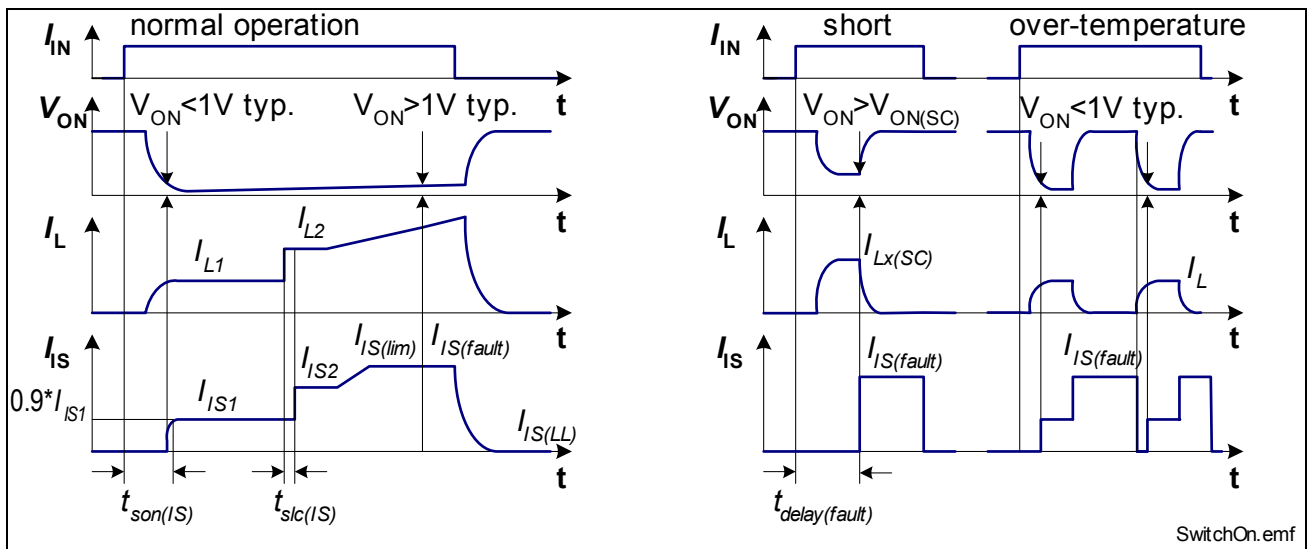 normal operation
short
over-temperature
I_IN
t
I_IN
t
V_ON
V_ON<1V typ.
V_ON>1V typ.
t
V_ON
V_ON>V_ON(SC)
V_ON<1V typ.
t
I_L
I_L1
I_L2
t
I_L
I_Lx(SC)
I_L
t
I_IS
0.9*I_IS1
I_IS1
I_IS2
I_IS(lim)
I_IS(fault)
I_IS(LL)
t
I_IS
I_IS(fault)
I_IS(fault)
t
t_son(IS)
t_slc(IS)
t_delay(fault)
SwitchOn.emf